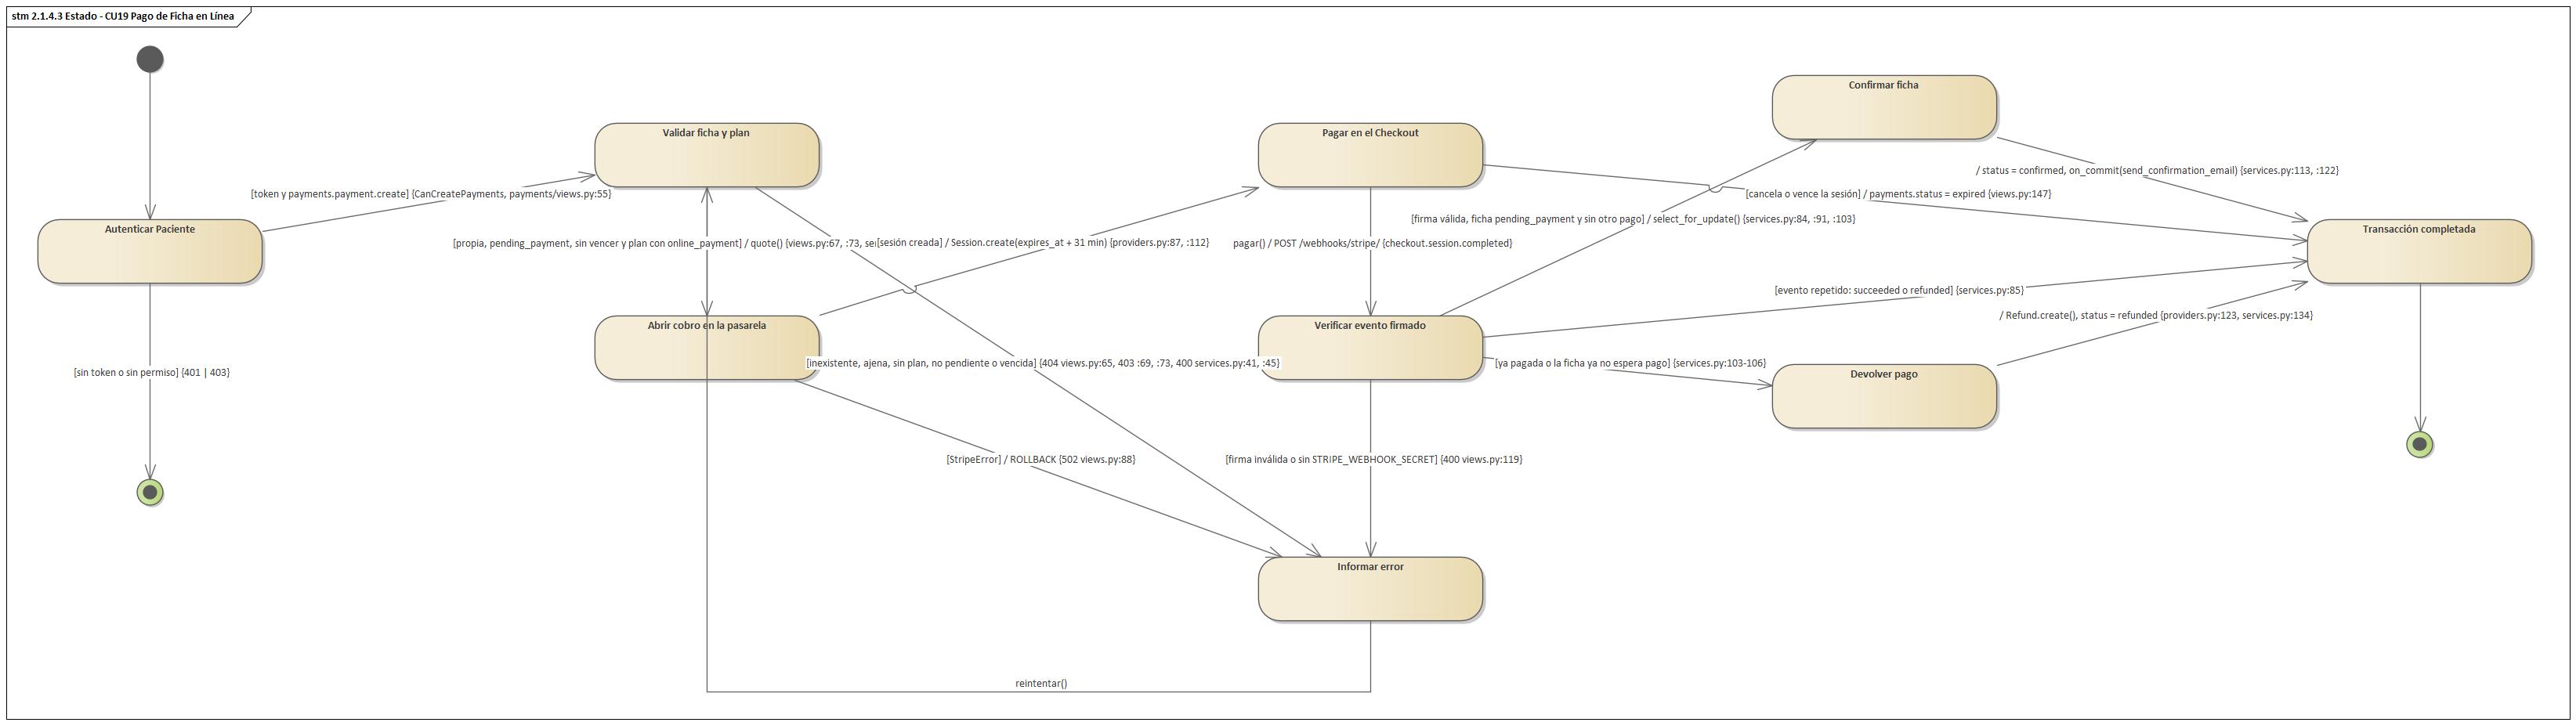 stm 2.1.4.3 Estado - CU19 Pago de Ficha en Línea
Confirmar ficha
Validar ficha y plan
Pagar en el Checkout
/ status = confirmed, on_commit(send_confirmation_email) {services.py:113, :122}
[token y payments.payment.create] {CanCreatePayments, payments/views.py:55}
[cancela o vence la sesión] / payments.status = expired {views.py:147}
[firma válida, ficha pending_payment y sin otro pago] / select_for_update() {services.py:84, :91, :103}
Autenticar Paciente
Transacción completada
[propia, pending_payment, sin vencer y plan con online_payment] / quote() {views.py:67, :73,
[sesión creada] / Session.create(expires_at + 31 min) {providers.py:87, :112}
pagar() / POST /webhooks/stripe/ {checkout.session.completed}
[evento repetido: succeeded o refunded] {services.py:85}
/ Refund.create(), status = refunded {providers.py:123, services.py:134}
Abrir cobro en la pasarela
Verificar evento firmado
[inexistente, ajena, sin plan, no pendiente o vencida] {404 views.py:65, 403 :69, :73, 400 services.py:41, :45}
[ya pagada o la ficha ya no espera pago] {services.py:103-106}
[sin token o sin permiso] {401 | 403}
Devolver pago
[StripeError] / ROLLBACK {502 views.py:88}
[firma inválida o sin STRIPE_WEBHOOK_SECRET] {400 views.py:119}
Informar error
reintentar()